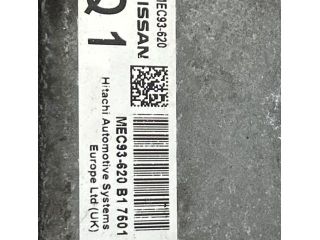 Q1
NISSAN
MEC93-620
MEC93-620 B1 7601
Hitachi Automotive Systems
Europe Ltd (UK)